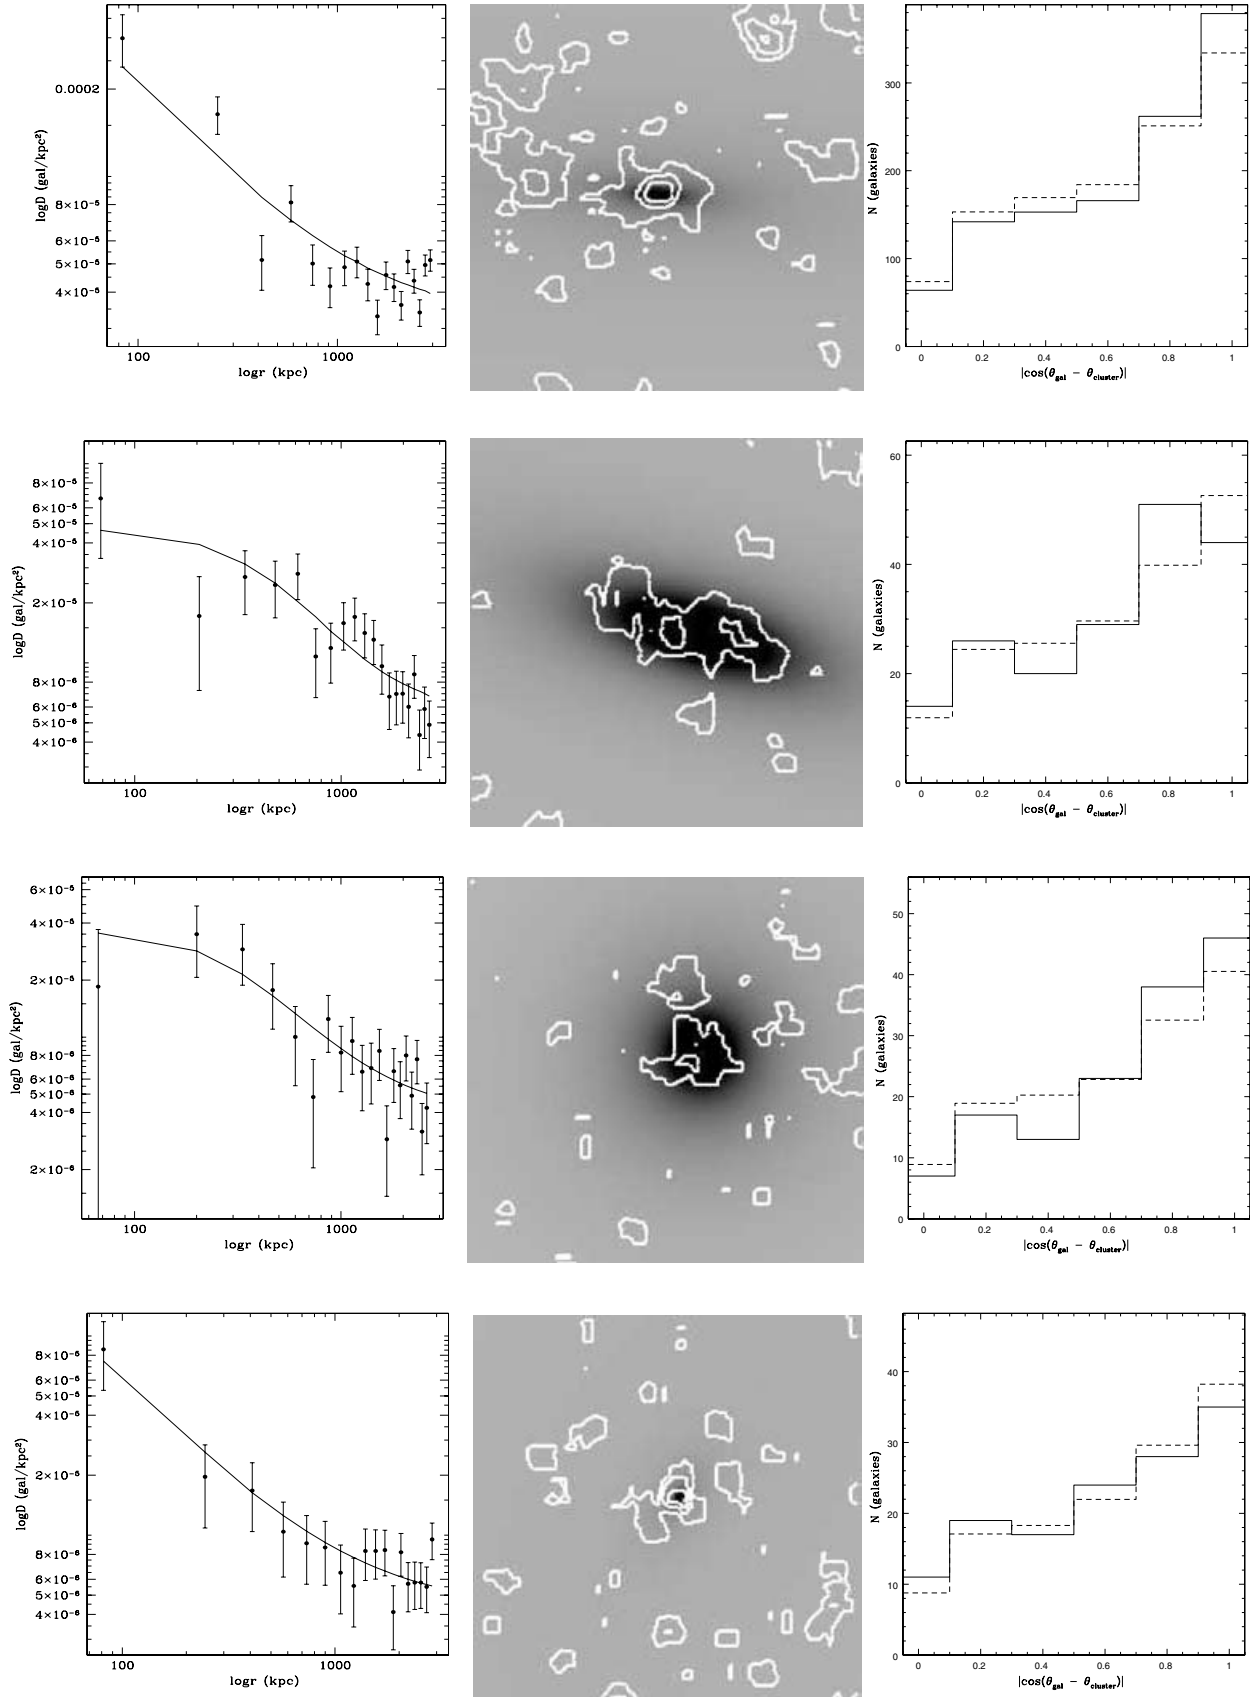 0.0002
8×10⁻⁵
6×10⁻⁵
5×10⁻⁵
4×10⁻⁵
logD (gal/kpc²)
100 1000
logr (kpc)
300
200
100
0
N (galaxies)
0 0.2 0.4 0.6 0.8 1
|cos(θgal − θcluster)|
8×10⁻⁵
6×10⁻⁵
5×10⁻⁵
4×10⁻⁵
2×10⁻⁵
8×10⁻⁶
6×10⁻⁶
5×10⁻⁶
4×10⁻⁶
logD (gal/kpc²)
100 1000
logr (kpc)
60
40
20
0
N (galaxies)
0 0.2 0.4 0.6 0.8 1
|cos(θgal − θcluster)|
6×10⁻⁵
4×10⁻⁵
2×10⁻⁵
8×10⁻⁶
6×10⁻⁶
5×10⁻⁶
4×10⁻⁶
2×10⁻⁶
logD (gal/kpc²)
100 1000
logr (kpc)
50
40
30
20
10
0
N (galaxies)
0 0.2 0.4 0.6 0.8 1
|cos(θgal − θcluster)|
8×10⁻⁵
6×10⁻⁵
5×10⁻⁵
4×10⁻⁵
2×10⁻⁵
8×10⁻⁶
6×10⁻⁶
5×10⁻⁶
4×10⁻⁶
logD (gal/kpc²)
100 1000
logr (kpc)
40
30
20
10
0
N (galaxies)
0 0.2 0.4 0.6 0.8 1
|cos(θgal − θcluster)|